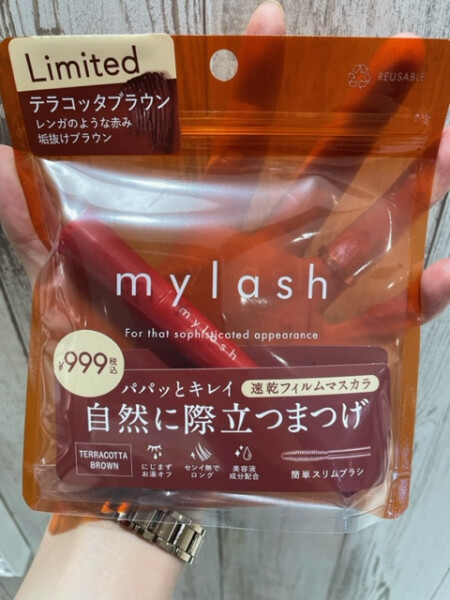 Limited
テラコッタブラウン
レンガのような赤み
垢抜けブラウン
REUSABLE
mylash
For that sophisticated appearance
mylash
¥999税込
パパッとキレイ 速乾フィルムマスカラ
自然に際立つまつげ
TERRACOTTA
BROWN
にじまず
お湯オフ
センイ無で
ロング
美容液
成分配合
簡単スリムブラシ